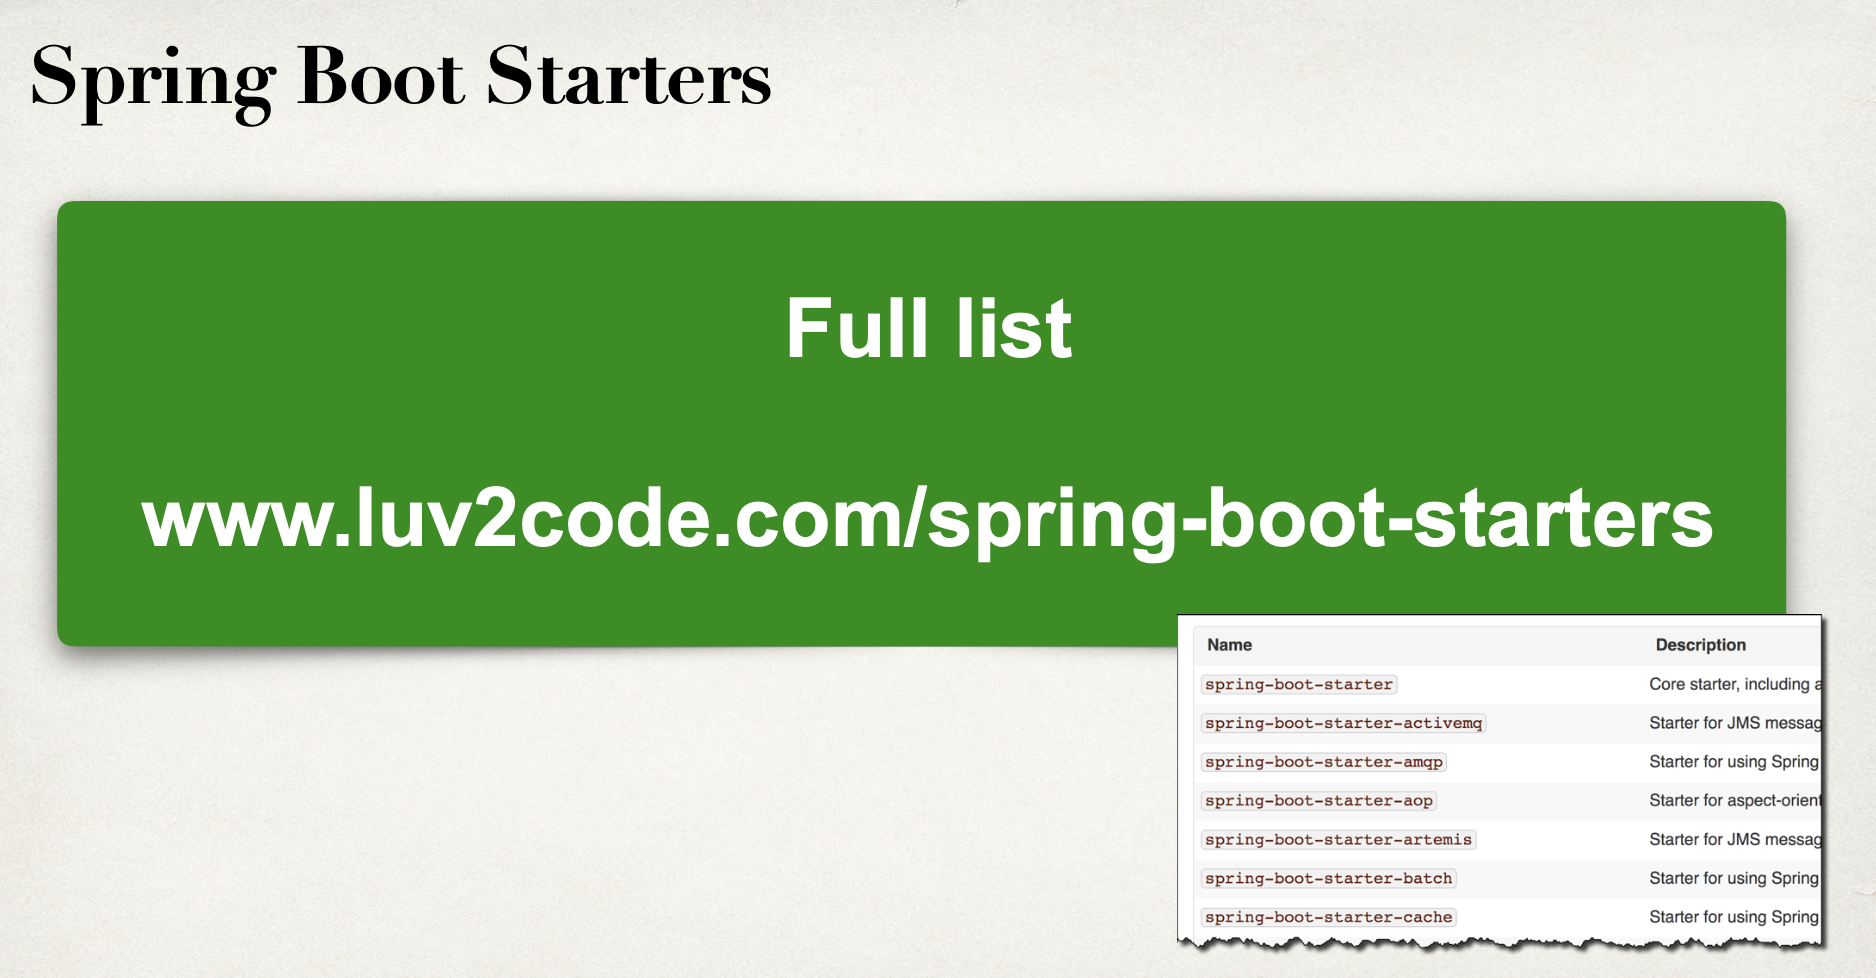 Spring Boot Starters
Full list
www.luv2code.com/spring-boot-starters
Name Description
spring-boot-starter Core starter, including
spring-boot-starter-activemq Starter for JMS messag
spring-boot-starter-amqp Starter for using Spring
spring-boot-starter-aop Starter for aspect-orient
spring-boot-starter-artemis Starter for JMS messag
spring-boot-starter-batch Starter for using Spring
spring-boot-starter-cache Starter for using Spring